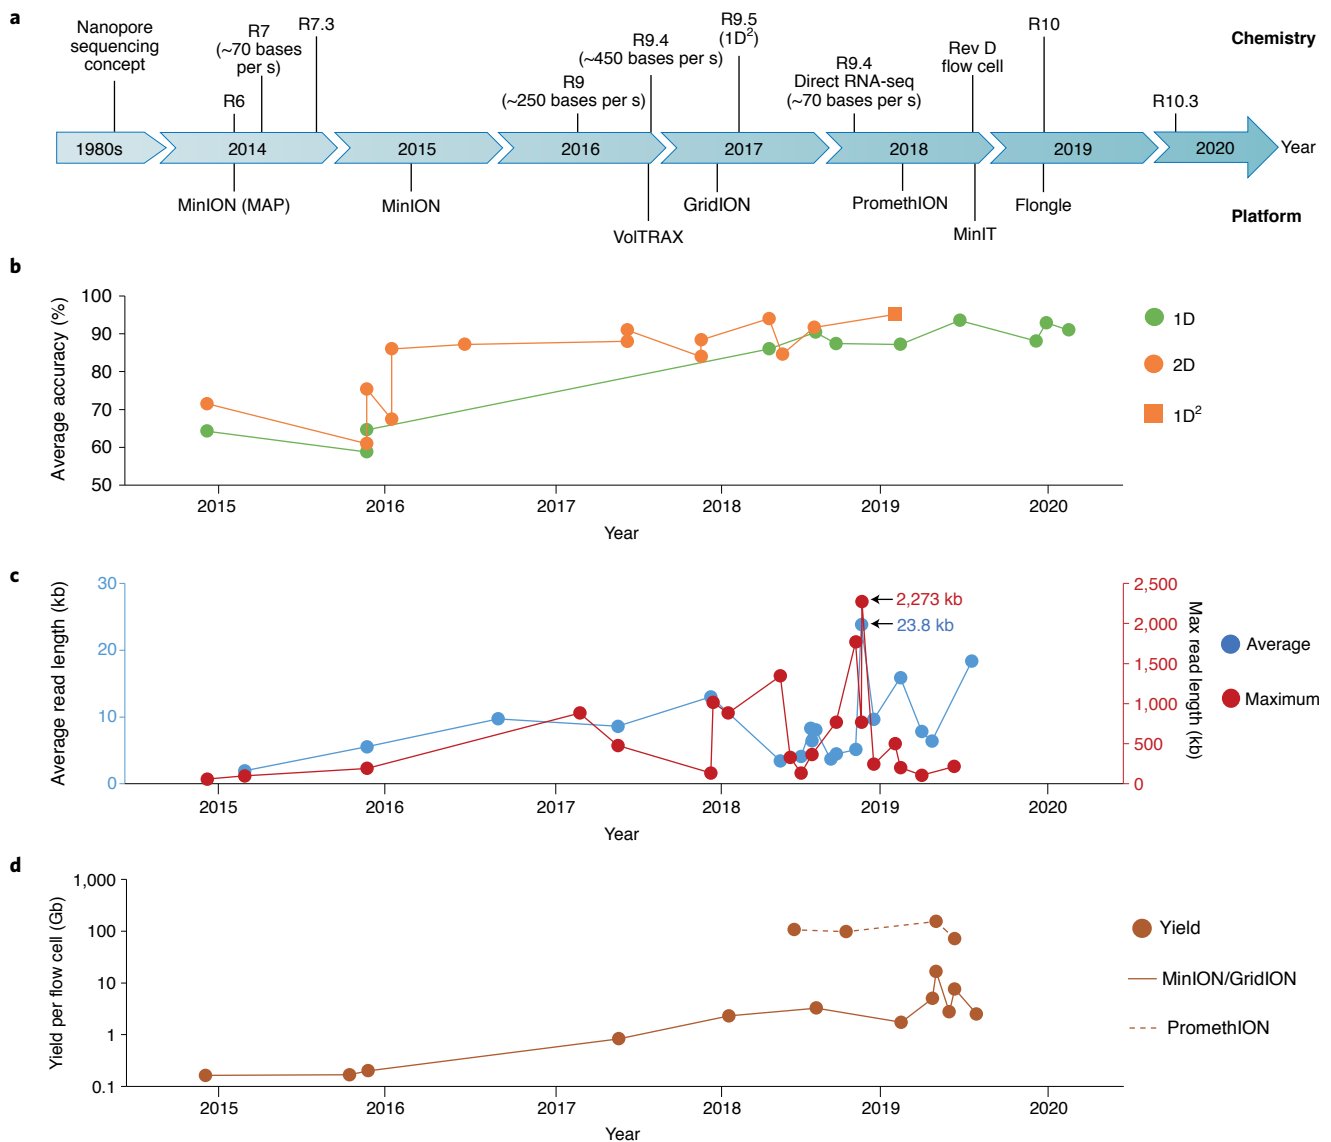 a
Nanopore
sequencing
concept
R6
R7
(~70 bases
per s)
R7.3
R9
(~250 bases per s)
R9.4
(~450 bases per s)
R9.5
(1D²)
R9.4
Direct RNA-seq
(~70 bases per s)
Rev D
flow cell
R10
R10.3
Chemistry
1980s
2014
2015
2016
2017
2018
2019
2020
Year
MinION (MAP)
MinION
VolTRAX
GridION
PromethION
MinIT
Flongle
Platform
b
Average accuracy (%)
100
90
80
70
60
50
2015
2016
2017
2018
2019
2020
Year
1D
2D
1D²
c
Average read length (kb)
30
20
10
0
2,273 kb
23.8 kb
2,500
2,000
1,500
1,000
500
0
Max read length (kb)
2015
2016
2017
2018
2019
2020
Year
Average
Maximum
d
Yield per flow cell (Gb)
1,000
100
10
1
0.1
2015
2016
2017
2018
2019
2020
Year
Yield
MinION/GridION
PromethION